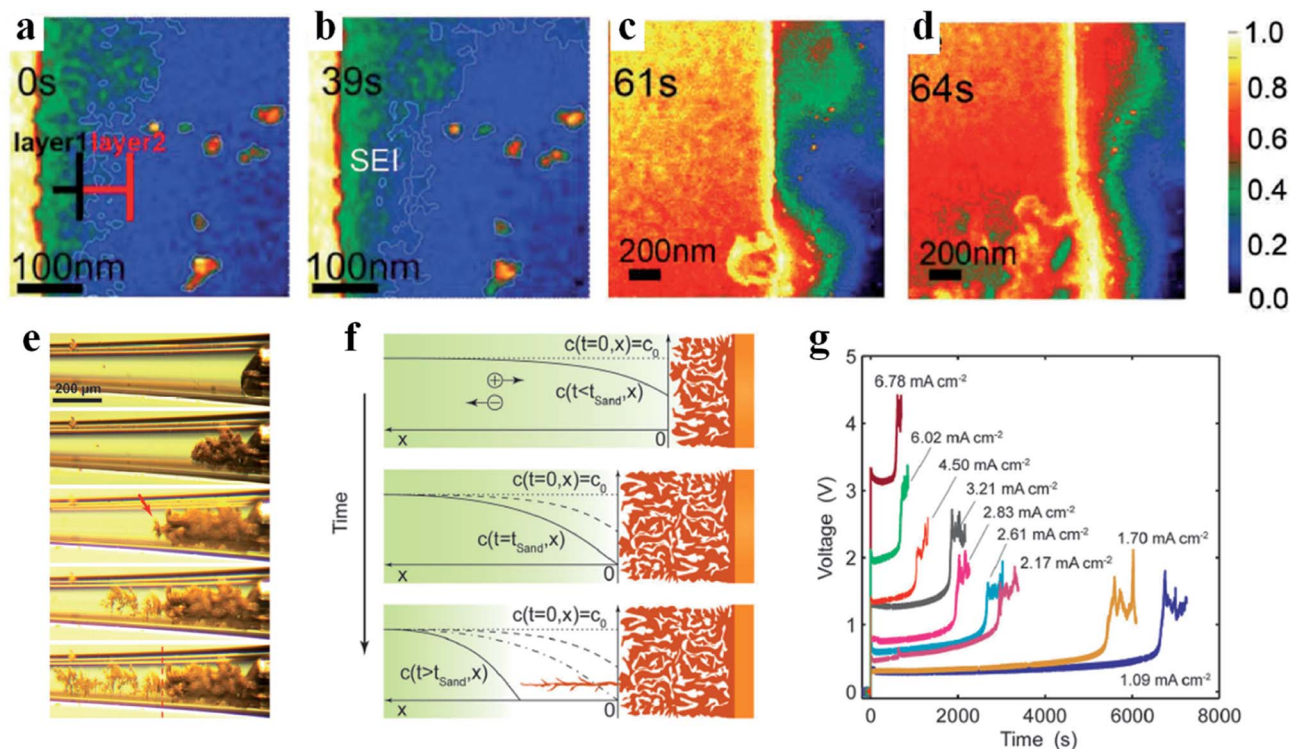 a
0s
layer1
layer2
100nm
b
39s
SEI
100nm
c
61s
200nm
d
64s
200nm
1.0
0.8
0.6
0.4
0.2
0.0
e
200 µm
f
Time
c(t=0,x)=c₀
c(t<tSand,x)
+
−
x
0
c(t=0,x)=c₀
c(t=tSand,x)
x
0
c(t=0,x)=c₀
c(t>tSand,x)
x
0
g
Voltage (V)
5
4
3
2
1
0
6.78 mA cm⁻²
6.02 mA cm⁻²
4.50 mA cm⁻²
3.21 mA cm⁻²
2.83 mA cm⁻²
2.61 mA cm⁻²
2.17 mA cm⁻²
1.70 mA cm⁻²
1.09 mA cm⁻²
0 2000 4000 6000 8000
Time (s)